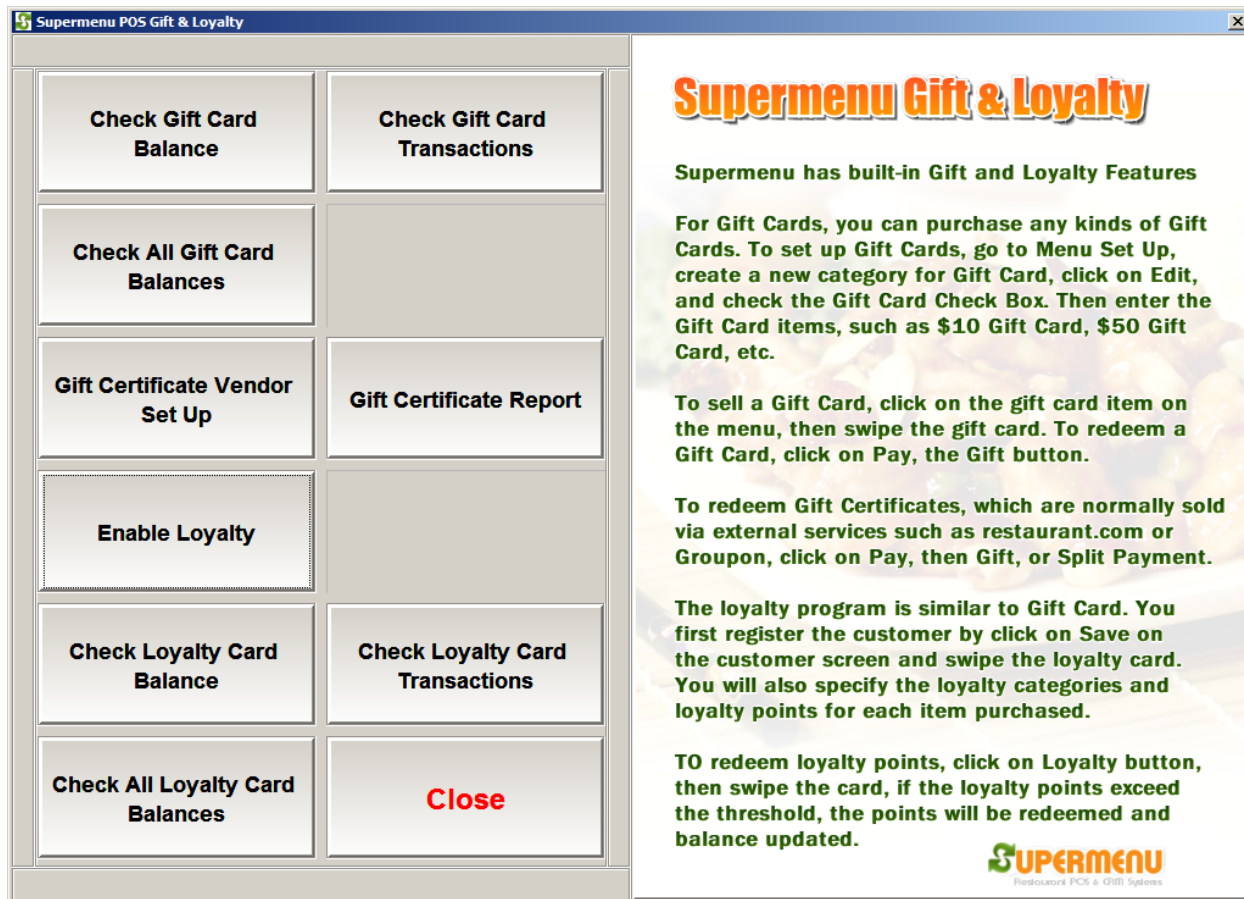 Supermenu POS Gift & Loyalty
Check Gift Card
Balance
Check Gift Card
Transactions
Check All Gift Card
Balances
Gift Certificate Vendor
Set Up
Gift Certificate Report
Enable Loyalty
Check Loyalty Card
Balance
Check Loyalty Card
Transactions
Check All Loyalty Card
Balances
Close
Supermenu Gift & Loyalty
Supermenu has built-in Gift and Loyalty Features
For Gift Cards, you can purchase any kinds of Gift
Cards. To set up Gift Cards, go to Menu Set Up,
create a new category for Gift Card, click on Edit,
and check the Gift Card Check Box. Then enter the
Gift Card items, such as $10 Gift Card, $50 Gift
Card, etc.
To sell a Gift Card, click on the gift card item on
the menu, then swipe the gift card. To redeem a
Gift Card, click on Pay, the Gift button.
To redeem Gift Certificates, which are normally sold
via external services such as restaurant.com or
Groupon, click on Pay, then Gift, or Split Payment.
The loyalty program is similar to Gift Card. You
first register the customer by click on Save on
the customer screen and swipe the loyalty card.
You will also specify the loyalty categories and
loyalty points for each item purchased.
TO redeem loyalty points, click on Loyalty button,
then swipe the card, if the loyalty points exceed
the threshold, the points will be redeemed and
balance updated.
SUPERMENU
Restaurant POS & CRM Systems